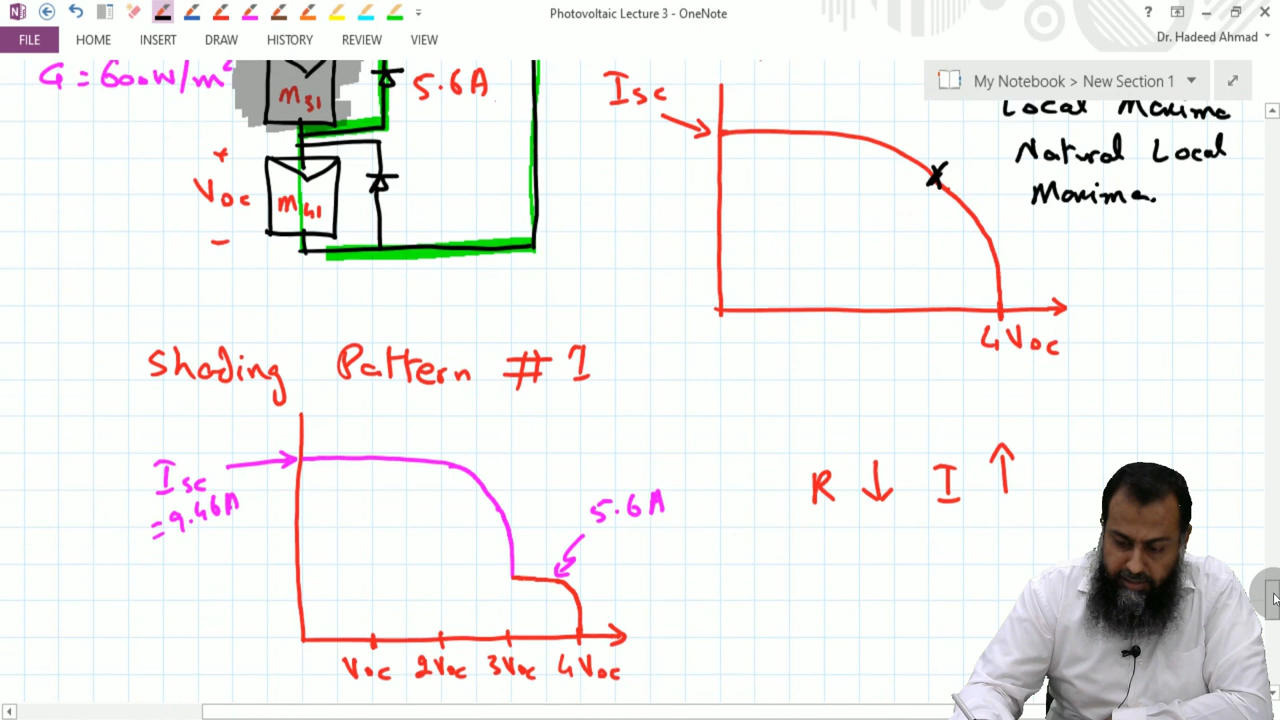 Photovoltaic Lecture 3 - OneNote
Dr. Hadeed Ahmad
FILE HOME INSERT DRAW HISTORY REVIEW VIEW
My Notebook > New Section 1
G = 600W/m²
M31
5.6A
Isc
Local Maxima
Natural Local
Maxima.
+
Voc
-
M41
4Voc
Shading Pattern # 1
Isc
= 9.46A
5.6A
R ↓ I ↑
Voc 2Voc 3Voc 4Voc